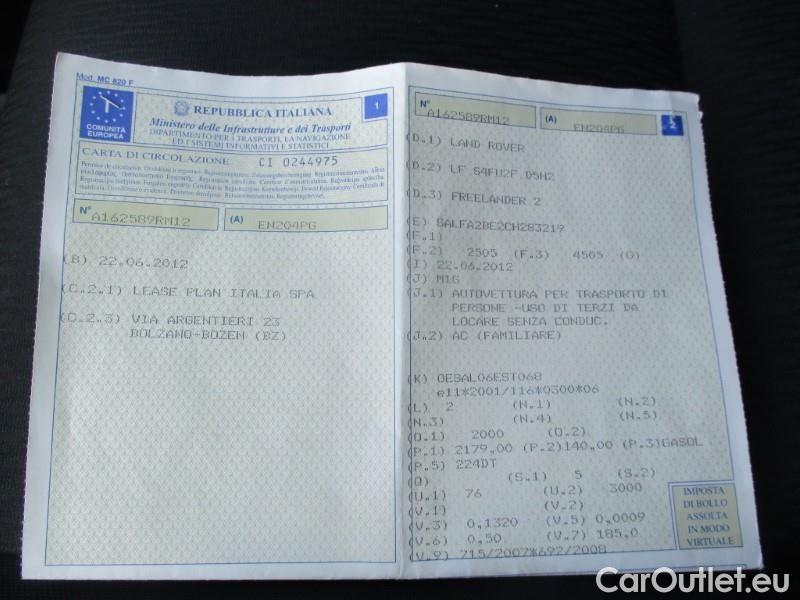 Mod. MC 820 F
I
COMUNITA
EUROPEA
REPUBBLICA ITALIANA
1
Ministero delle Infrastrutture e dei Trasporti
DIPARTIMENTO PER I TRASPORTI, LA NAVIGAZIONE
ED I SISTEMI INFORMATIVI E STATISTICI
CARTA DI CIRCOLAZIONE CI 0244975
N° A162589RM12 (A) EN204PG
(B) 22.06.2012
(C.2.1) LEASE PLAN ITALIA SPA
(C.2.3) VIA ARGENTIERI 23
BOLZANO-BOZEN (BZ)
N° A162589RM12 (A) EN204PG
2
(D.1) LAND ROVER
(D.2) LF S4FU2F D5H2
(D.3) FREELANDER 2
(E) SALFA2BE2CH283219
(F.1)
(F.2) 2505 (F.3) 4505 (G)
(I) 22.06.2012
(J) M1G
(J.1) AUTOVETTURA PER TRASPORTO DI
PERSONE -USO DI TERZI DA
LOCARE SENZA CONDUC.
(J.2) AC (FAMILIARE)
(K) OESAL06EST068
e11*2001/116*0300*06
(L) 2 (N.1) (N.2)
(N.3) (N.4) (N.5)
(O.1) 2000 (O.2)
(P.1) 2179,00 (P.2)140,00 (P.3)GASOL
(P.5) 224DT
(Q) (S.1) 5 (S.2)
(U.1) 76 (U.2) 3000
(V.1) (V.2)
(V.3) 0,1320 (V.5) 0,0009
(V.6) 0,50 (V.7) 185,0
(V.9) 715/2007*692/2008
IMPOSTA
DI BOLLO
ASSOLTA
IN MODO
VIRTUALE
CarOutlet.eu